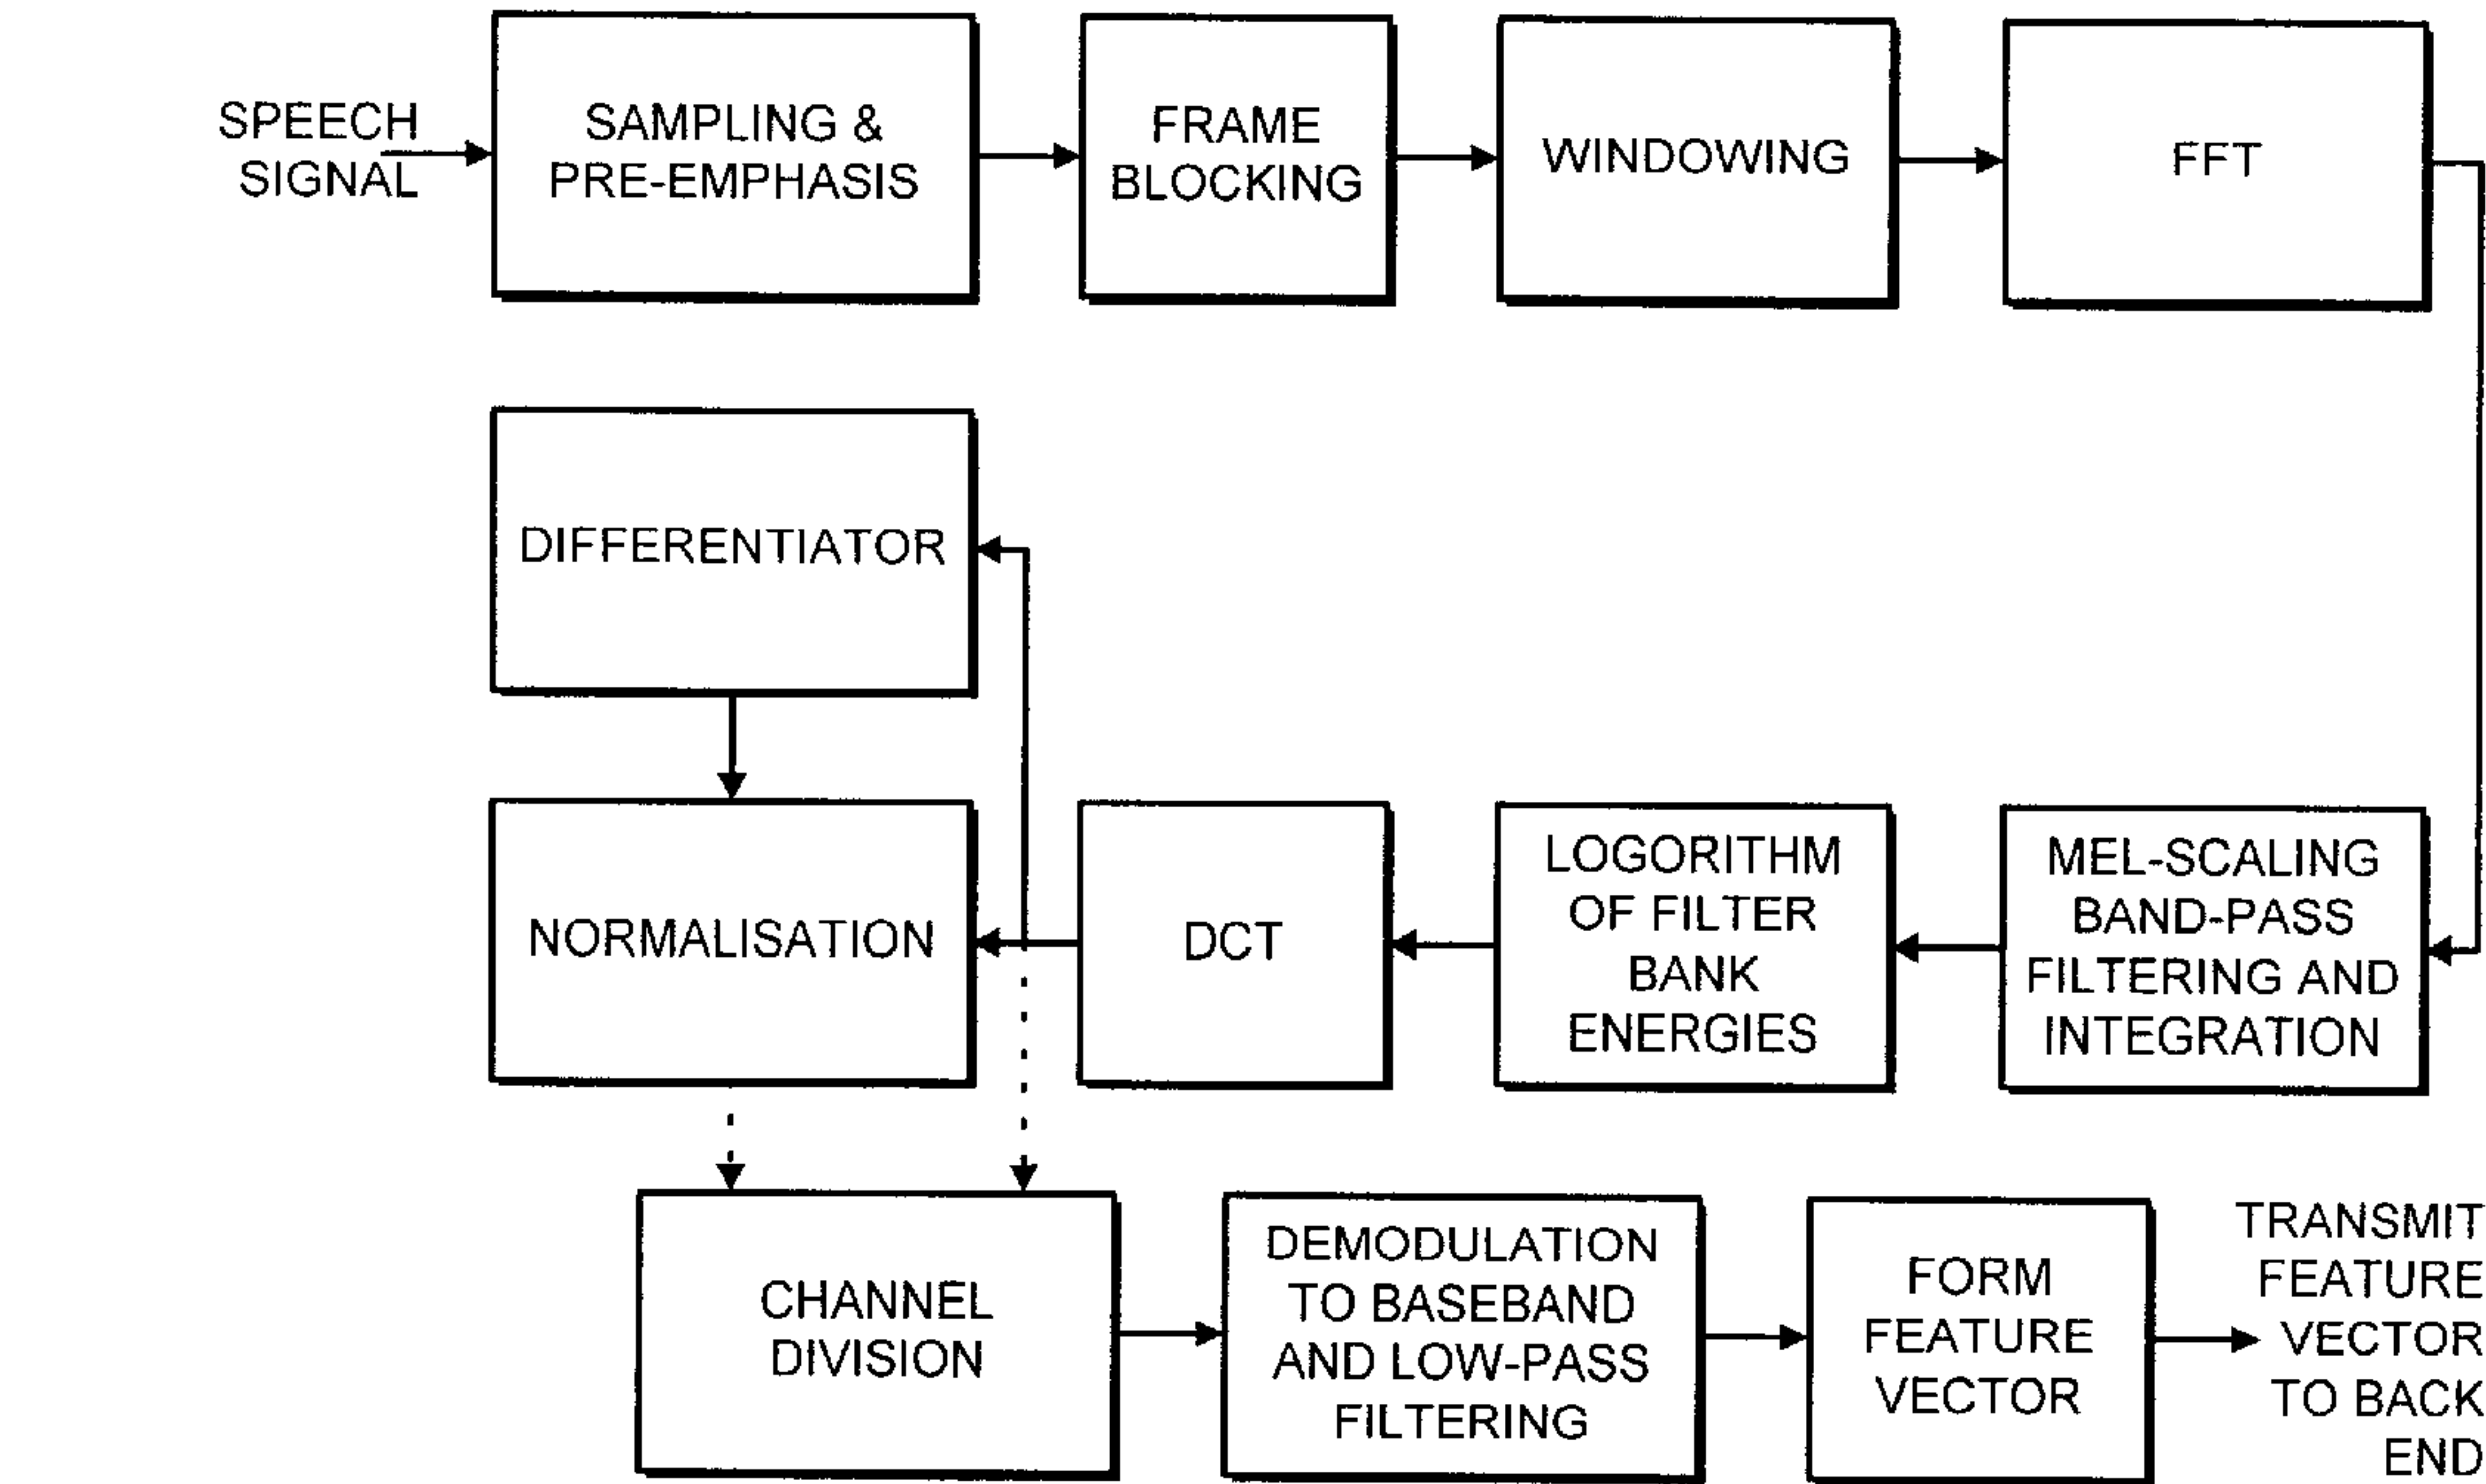 SPEECH
SIGNAL
SAMPLING &
PRE-EMPHASIS
FRAME
BLOCKING
WINDOWING
FFT
DIFFERENTIATOR
NORMALISATION
DCT
LOGORITHM
OF FILTER
BANK
ENERGIES
MEL-SCALING
BAND-PASS
FILTERING AND
INTEGRATION
CHANNEL
DIVISION
DEMODULATION
TO BASEBAND
AND LOW-PASS
FILTERING
FORM
FEATURE
VECTOR
TRANSMIT
FEATURE
VECTOR
TO BACK
END